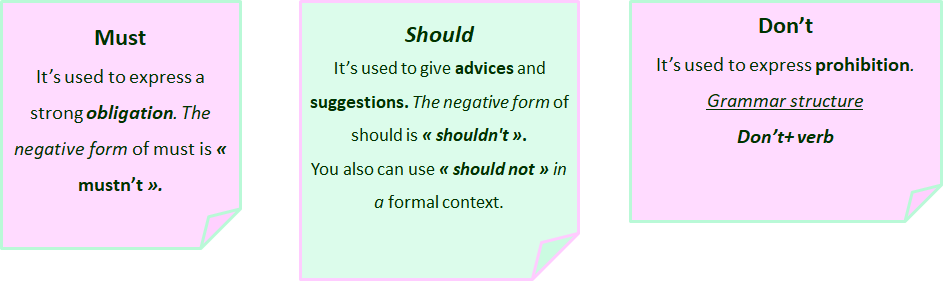 Must
It’s used to express a
strong obligation. The
negative form of must is «
mustn’t ».
Should
It’s used to give advices and
suggestions. The negative form of
should is « shouldn't ».
You also can use « should not » in
a formal context.
Don’t
It’s used to express prohibition.
Grammar structure
Don’t+ verb